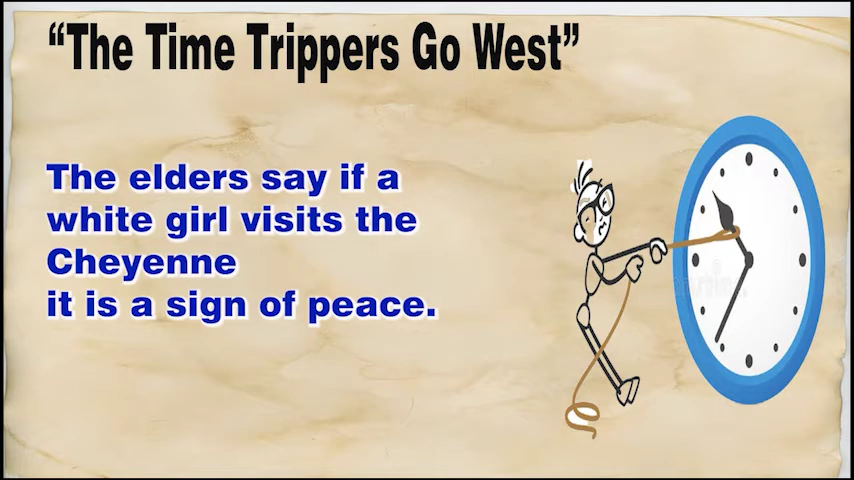 “The Time Trippers Go West”
The elders say if a
white girl visits the
Cheyenne
it is a sign of peace.